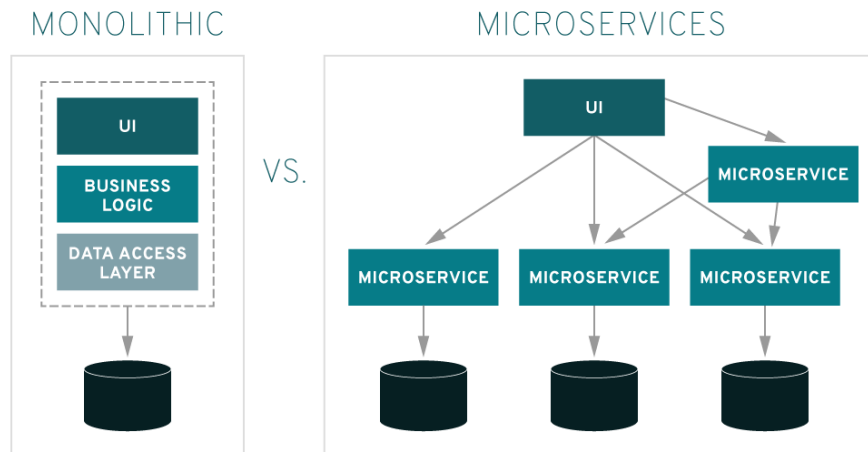 MONOLITHIC
UI
BUSINESS
LOGIC
DATA ACCESS
LAYER
VS.
MICROSERVICES
UI
MICROSERVICE
MICROSERVICE
MICROSERVICE
MICROSERVICE